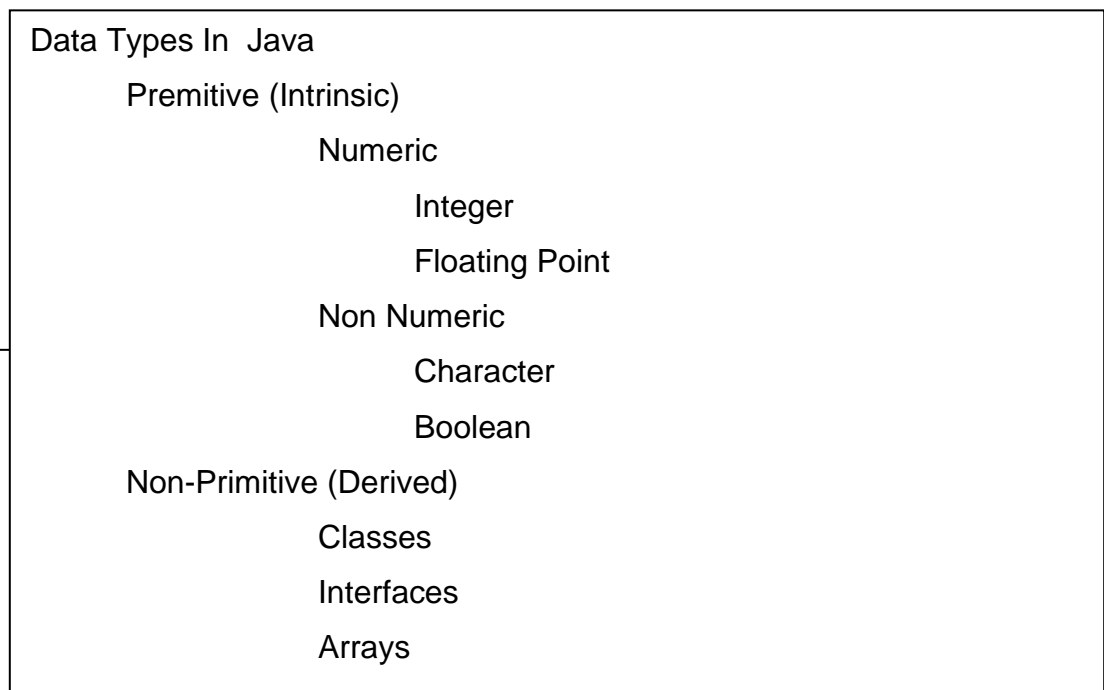 Data Types In  Java
Premitive (Intrinsic)
Numeric
Integer
Floating Point
Non Numeric
Character
Boolean
Non-Primitive (Derived)
Classes
Interfaces
Arrays